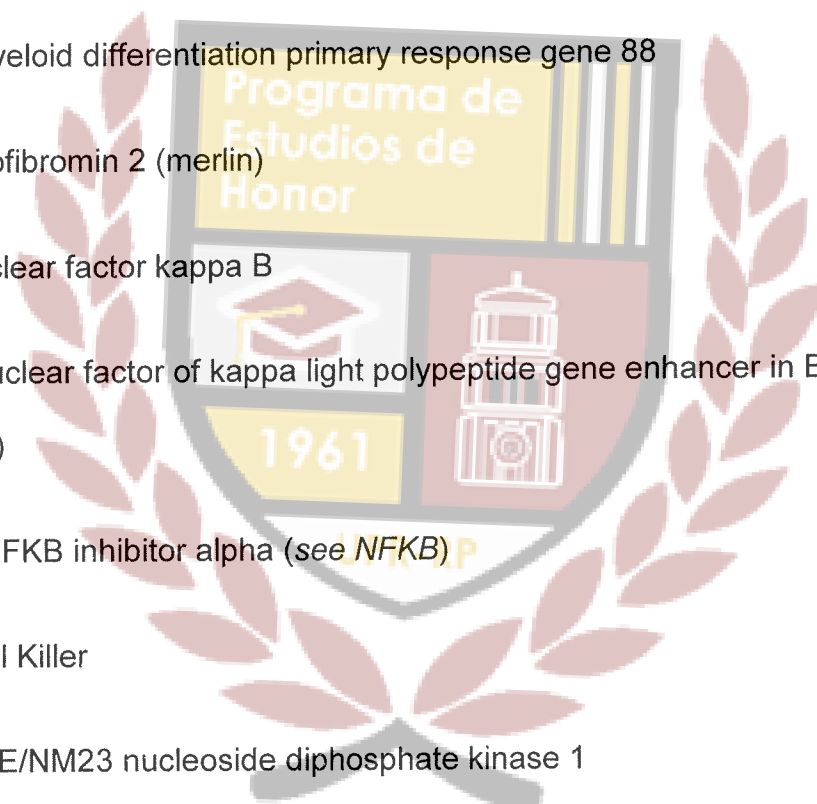 yeloid differentiation primary response gene 88
Programa de
Estudios de
Honor
ofibromin 2 (merlin)
clear factor kappa B
uclear factor of kappa light polypeptide gene enhancer in B
)
1961
FKB inhibitor alpha (see NFKB)
UPR-RP
l Killer
E/NM23 nucleoside diphosphate kinase 1